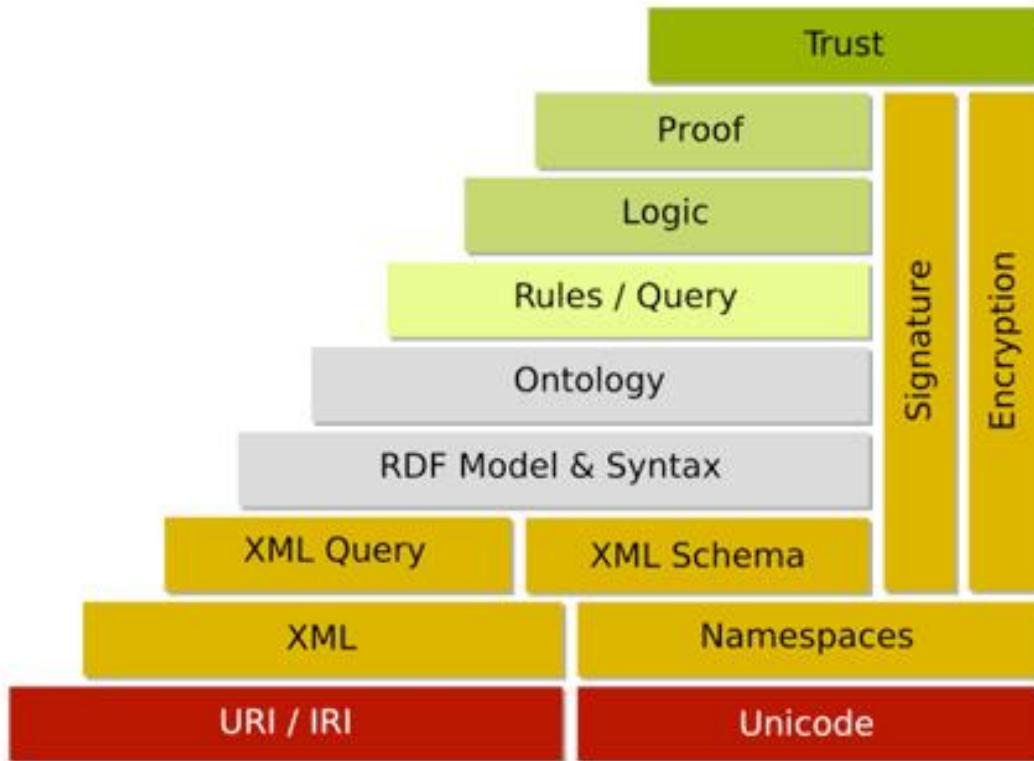 Trust
Proof
Logic
Rules / Query
Ontology
RDF Model & Syntax
Signature
Encryption
XML Query
XML Schema
XML
Namespaces
URI / IRI
Unicode